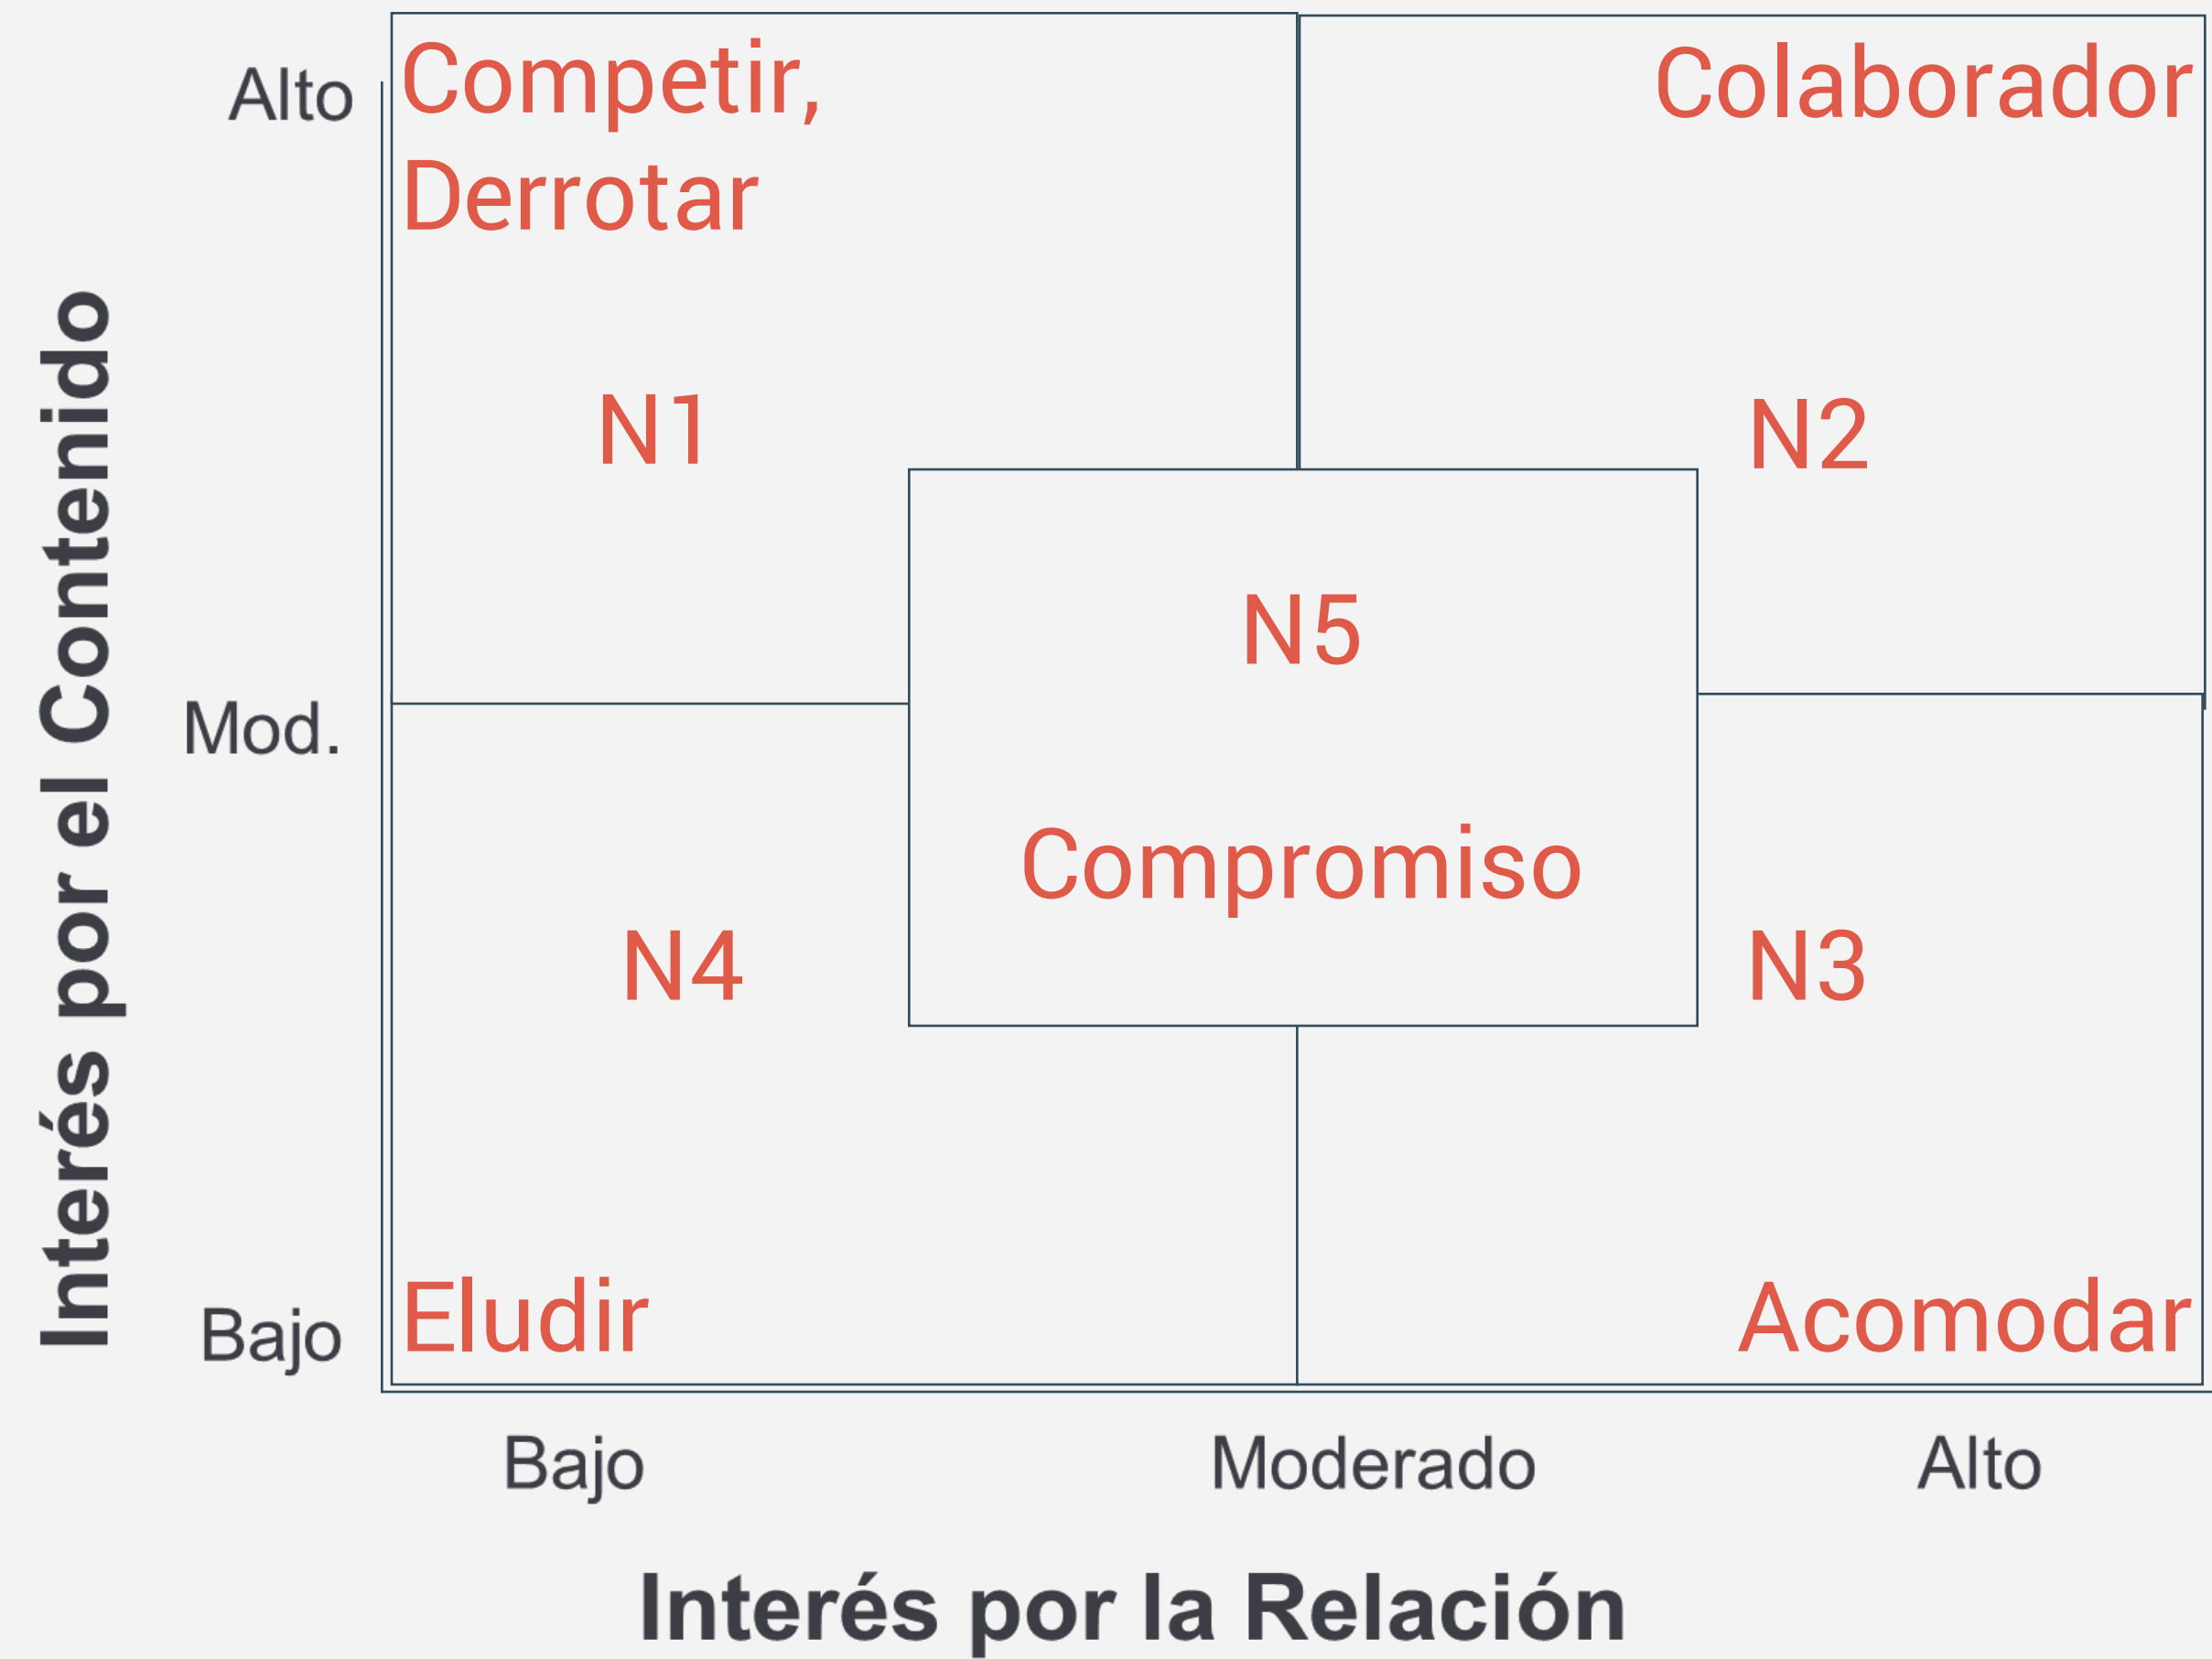 Interés por el Contenido
Alto
Mod.
Bajo
Competir,
Derrotar
N1
Colaborador
N2
N5
Compromiso
N4
Eludir
N3
Acomodar
Bajo
Moderado
Alto
Interés por la Relación